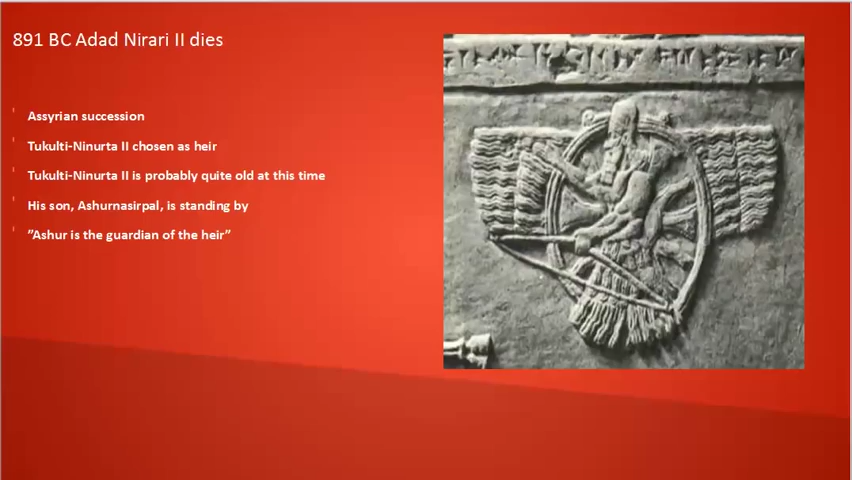 891 BC Adad Nirari II dies
Assyrian succession
Tukulti-Ninurta II chosen as heir
Tukulti-Ninurta II is probably quite old at this time
His son, Ashurnasirpal, is standing by
”Ashur is the guardian of the heir”